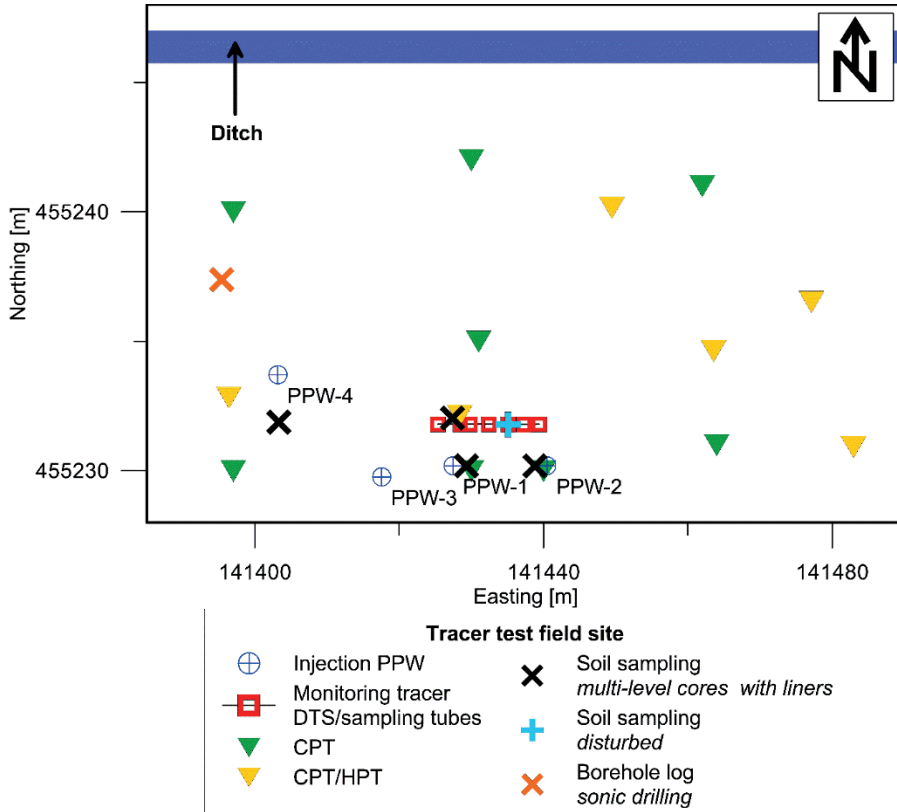 N
Ditch
Northing [m]
455240
455230
PPW-4
PPW-3
PPW-1
PPW-2
141400
141440
141480
Easting [m]
Tracer test field site
Injection PPW
Monitoring tracer
DTS/sampling tubes
CPT
CPT/HPT
Soil sampling
multi-level cores with liners
Soil sampling
disturbed
Borehole log
sonic drilling